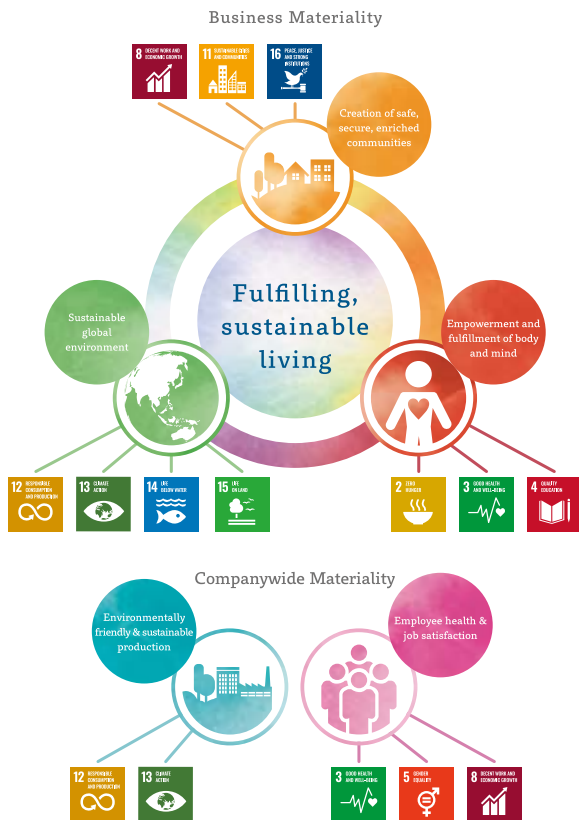 Business Materiality
8 DECENT WORK AND
ECONOMIC GROWTH
11 SUSTAINABLE CITIES
AND COMMUNITIES
16 PEACE, JUSTICE
AND STRONG
INSTITUTIONS
Creation of safe,
secure, enriched
communities
Fulfilling,
sustainable
living
Sustainable
global
environment
Empowerment and
fulfillment of body
and mind
12 RESPONSIBLE
CONSUMPTION
AND PRODUCTION
13 CLIMATE
ACTION
14 LIFE
BELOW WATER
15 LIFE
ON LAND
2 ZERO
HUNGER
3 GOOD HEALTH
AND WELL-BEING
4 QUALITY
EDUCATION
Companywide Materiality
Environmentally
friendly & sustainable
production
Employee health &
job satisfaction
12 RESPONSIBLE
CONSUMPTION
AND PRODUCTION
13 CLIMATE
ACTION
3 GOOD HEALTH
AND WELL-BEING
5 GENDER
EQUALITY
8 DECENT WORK AND
ECONOMIC GROWTH